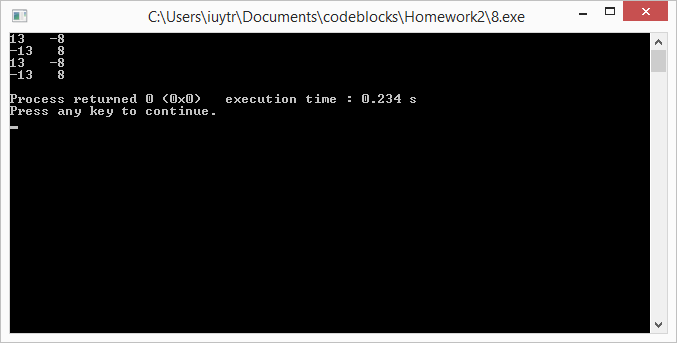 C:\Users\iuytr\Documents\codeblocks\Homework2\8.exe
13   -8
-13   8
13   -8
-13   8
Process returned 0 (0x0)   execution time : 0.234 s
Press any key to continue.